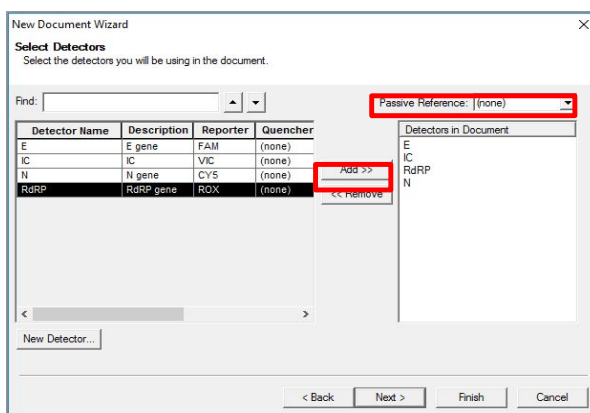 New Document Wizard
Select Detectors
Select the detectors you will be using in the document.
Find:
Passive Reference: (none)
Detector Name Description Reporter Quencher
E E gene FAM (none)
IC IC VIC (none)
N N gene CY5 (none)
RdRP RdRP gene ROX (none)
Add >>
<< Remove
Detectors in Document
E
IC
RdRP
N
New Detector...
< Back Next > Finish Cancel